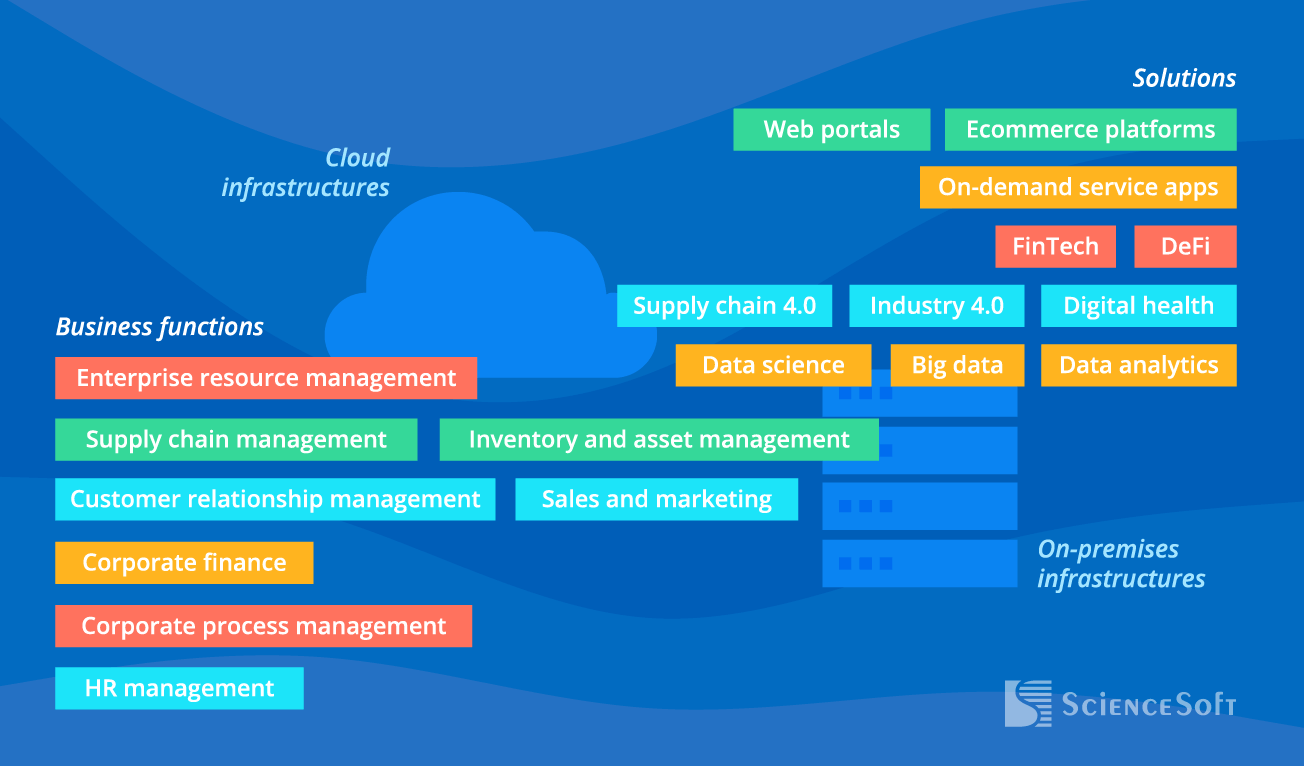 Solutions
Web portals
Ecommerce platforms
On-demand service apps
FinTech
DeFi
Supply chain 4.0
Industry 4.0
Digital health
Data science
Big data
Data analytics
Cloud
infrastructures
Business functions
Enterprise resource management
Supply chain management
Inventory and asset management
Customer relationship management
Sales and marketing
Corporate finance
Corporate process management
HR management
On-premises
infrastructures
ScienceSoft